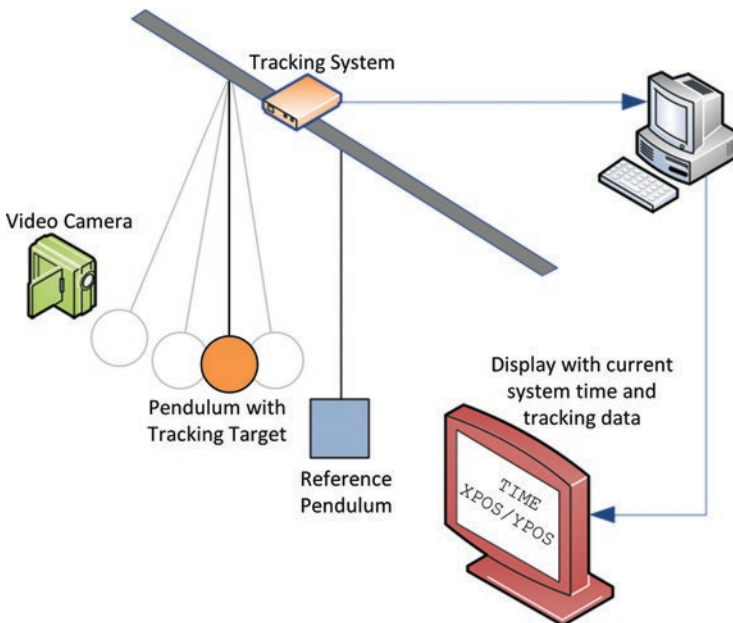 Tracking System
Video Camera
Pendulum with
Tracking Target
Reference
Pendulum
Display with current
system time and
tracking data
TIME
XPOS/YPOS